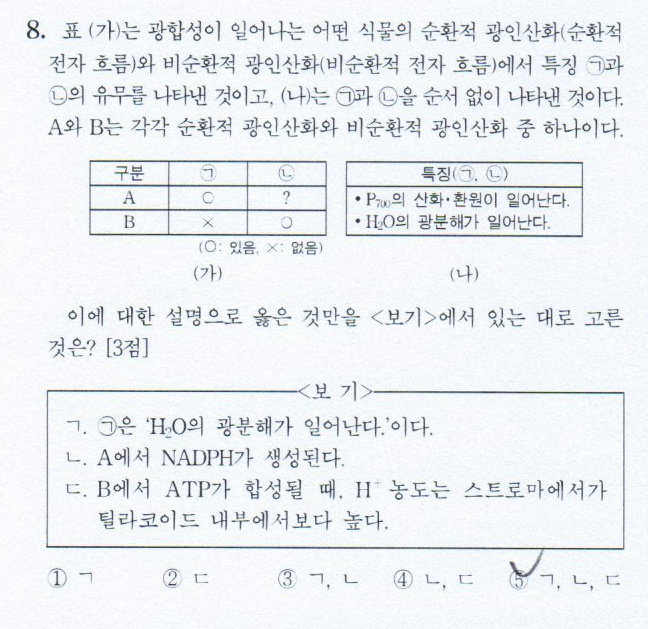 8. 표 (가)는 광합성이 일어나는 어떤 식물의 순환적 광인산화(순환적
전자 흐름)와 비순환적 광인산화(비순환적 전자 흐름)에서 특징 ㉠과
㉡의 유무를 나타낸 것이고, (나)는 ㉠과 ㉡을 순서 없이 나타낸 것이다.
A와 B는 각각 순환적 광인산화와 비순환적 광인산화 중 하나이다.
구분 ㉠ ㉡
A ○ ?
B × ○
(○: 있음, ×: 없음)
(가)
특징(㉠, ㉡)
• P₇₀₀의 산화·환원이 일어난다.
• H₂O의 광분해가 일어난다.
(나)
이에 대한 설명으로 옳은 것만을 <보기>에서 있는 대로 고른
것은? [3점]
<보 기>
ㄱ. ㉠은 ‘H₂O의 광분해가 일어난다.’이다.
ㄴ. A에서 NADPH가 생성된다.
ㄷ. B에서 ATP가 합성될 때, H⁺ 농도는 스트로마에서가
틸라코이드 내부에서보다 높다.
① ㄱ ② ㄷ ③ ㄱ, ㄴ ④ ㄴ, ㄷ ⑤ ㄱ, ㄴ, ㄷ